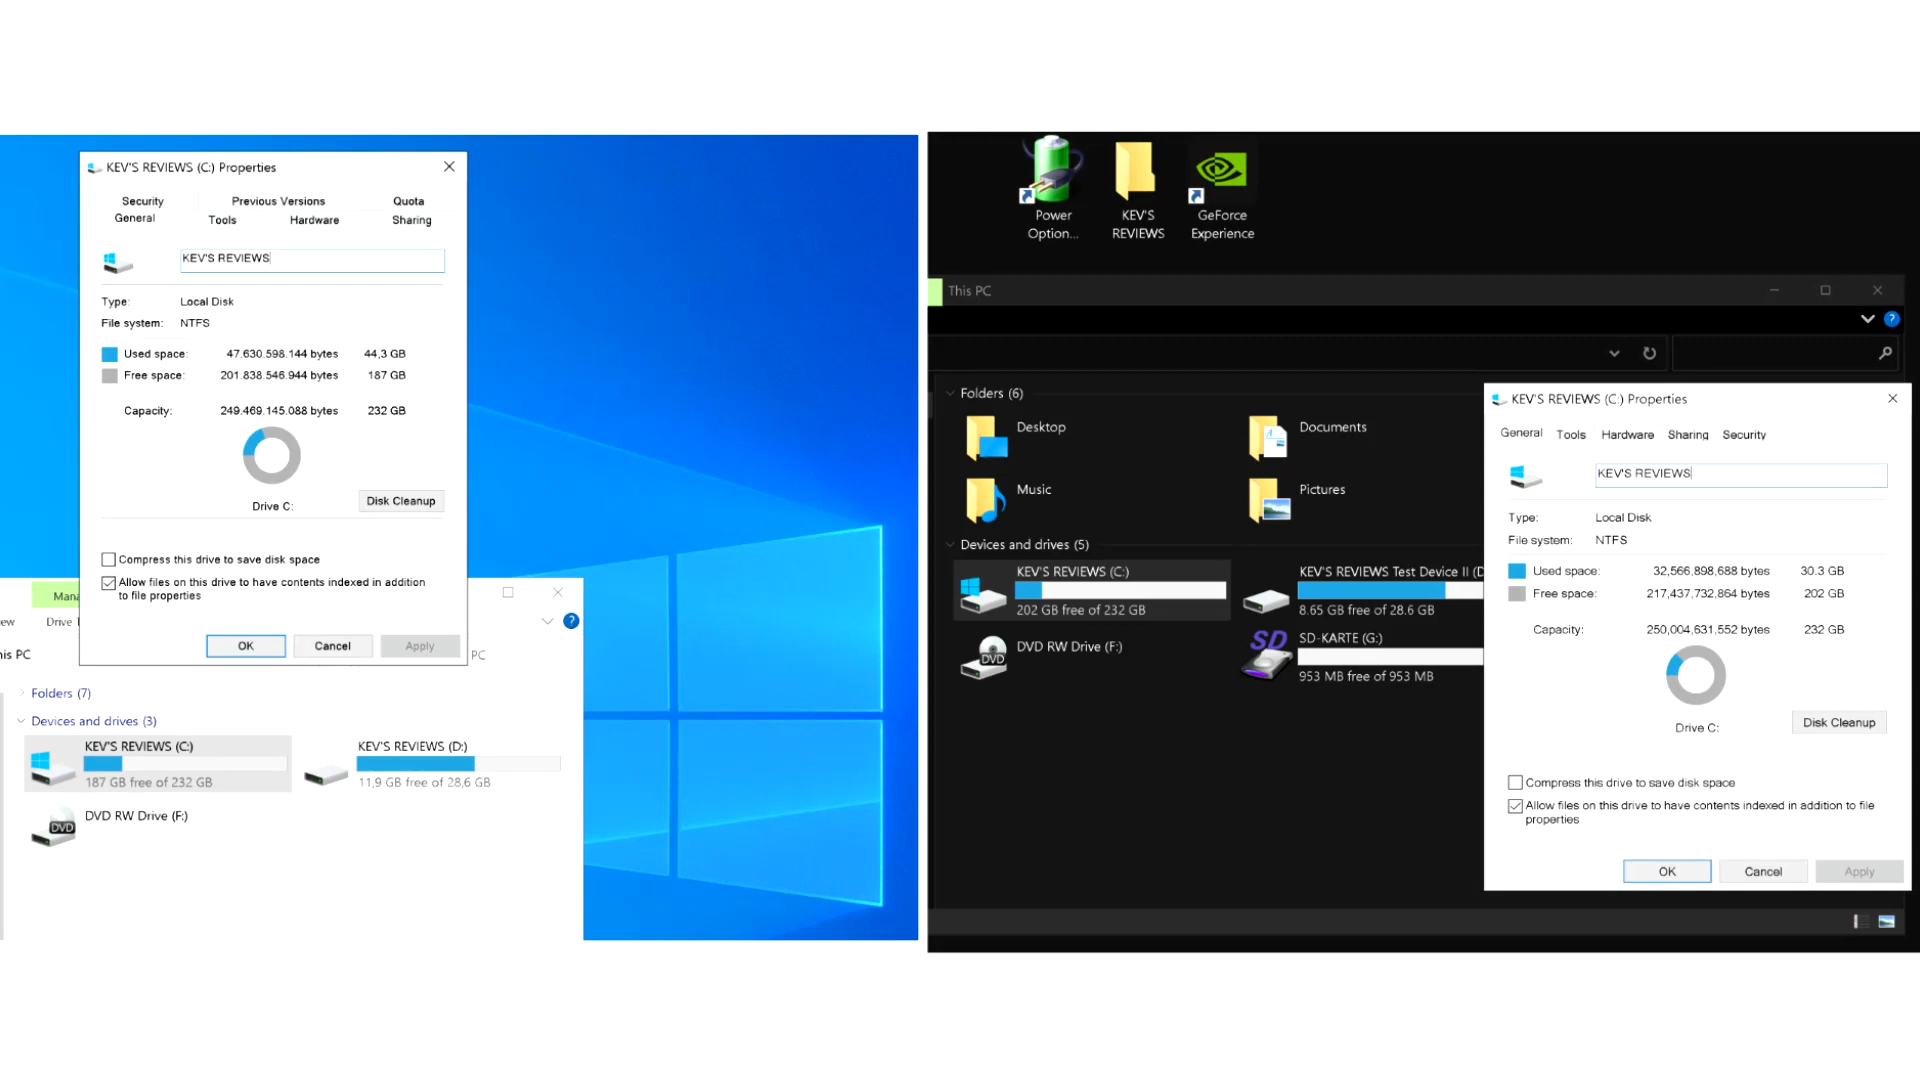 KEV'S REVIEWS (C:) Properties
Security Previous Versions Quota
General Tools Hardware Sharing
KEV'S REVIEWS
Type: Local Disk
File system: NTFS
Used space: 47.630.598.144 bytes 44,3 GB
Free space: 201.838.546.944 bytes 187 GB
Capacity: 249.469.145.088 bytes 232 GB
Drive C:
Disk Cleanup
Compress this drive to save disk space
Allow files on this drive to have contents indexed in addition
to file properties
OK Cancel Apply
Mana
ew Drive
his PC
PC
Folders (7)
Devices and drives (3)
KEV'S REVIEWS (C:)
187 GB free of 232 GB
KEV'S REVIEWS (D:)
11,9 GB free of 28,6 GB
DVD
DVD RW Drive (F:)
Power
Option...
KEV'S
REVIEWS
GeForce
Experience
This PC
Folders (6)
Desktop
Documents
Music
Pictures
Devices and drives (5)
KEV'S REVIEWS (C:)
202 GB free of 232 GB
KEV'S REVIEWS Test Device II (D
8.65 GB free of 28.6 GB
DVD
DVD RW Drive (F:)
SD
SD-KARTE (G:)
953 MB free of 953 MB
KEV'S REVIEWS (C:) Properties
General Tools Hardware Sharing Security
KEV'S REVIEWS
Type: Local Disk
File system: NTFS
Used space: 32,566,898,688 bytes 30.3 GB
Free space: 217,437,732,864 bytes 202 GB
Capacity: 250,004,631,552 bytes 232 GB
Drive C:
Disk Cleanup
Compress this drive to save disk space
Allow files on this drive to have contents indexed in addition to file
properties
OK Cancel Apply